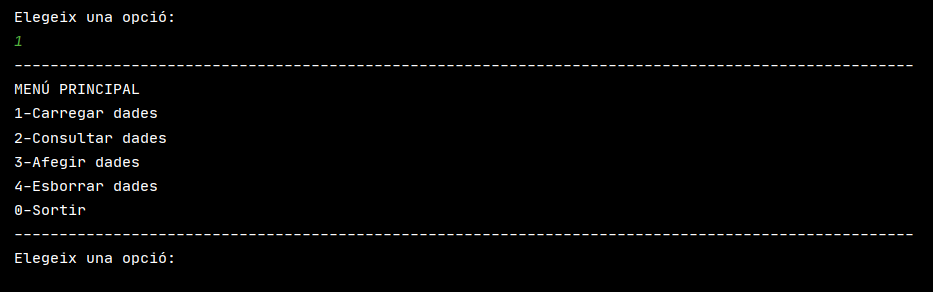 Elegeix una opció:
1
----------------------------------------------------------------------------------------------------
MENÚ PRINCIPAL
1-Carregar dades
2-Consultar dades
3-Afegir dades
4-Esborrar dades
0-Sortir
----------------------------------------------------------------------------------------------------
Elegeix una opció: